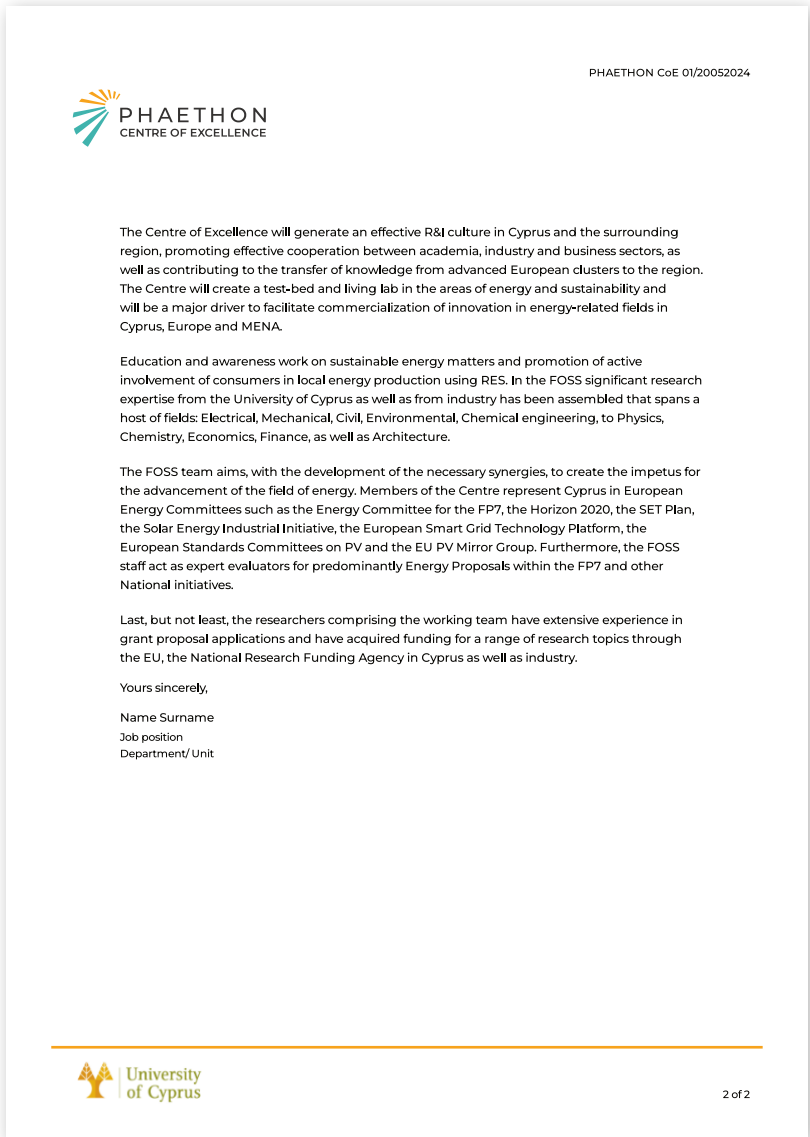 PHAETHON CoE 01/20052024
PHAETHON
CENTRE OF EXCELLENCE
The Centre of Excellence will generate an effective R&I culture in Cyprus and the surrounding
region, promoting effective cooperation between academia, industry and business sectors, as
well as contributing to the transfer of knowledge from advanced European clusters to the region.
The Centre will create a test-bed and living lab in the areas of energy and sustainability and
will be a major driver to facilitate commercialization of innovation in energy-related fields in
Cyprus, Europe and MENA.
Education and awareness work on sustainable energy matters and promotion of active
involvement of consumers in local energy production using RES. In the FOSS significant research
expertise from the University of Cyprus as well as from industry has been assembled that spans a
host of fields: Electrical, Mechanical, Civil, Environmental, Chemical engineering, to Physics,
Chemistry, Economics, Finance, as well as Architecture.
The FOSS team aims, with the development of the necessary synergies, to create the impetus for
the advancement of the field of energy. Members of the Centre represent Cyprus in European
Energy Committees such as the Energy Committee for the FP7, the Horizon 2020, the SET Plan,
the Solar Energy Industrial Initiative, the European Smart Grid Technology Platform, the
European Standards Committees on PV and the EU PV Mirror Group. Furthermore, the FOSS
staff act as expert evaluators for predominantly Energy Proposals within the FP7 and other
National initiatives.
Last, but not least, the researchers comprising the working team have extensive experience in
grant proposal applications and have acquired funding for a range of research topics through
the EU, the National Research Funding Agency in Cyprus as well as industry.
Yours sincerely,
Name Surname
Job position
Department/ Unit
University
of Cyprus
2 of 2